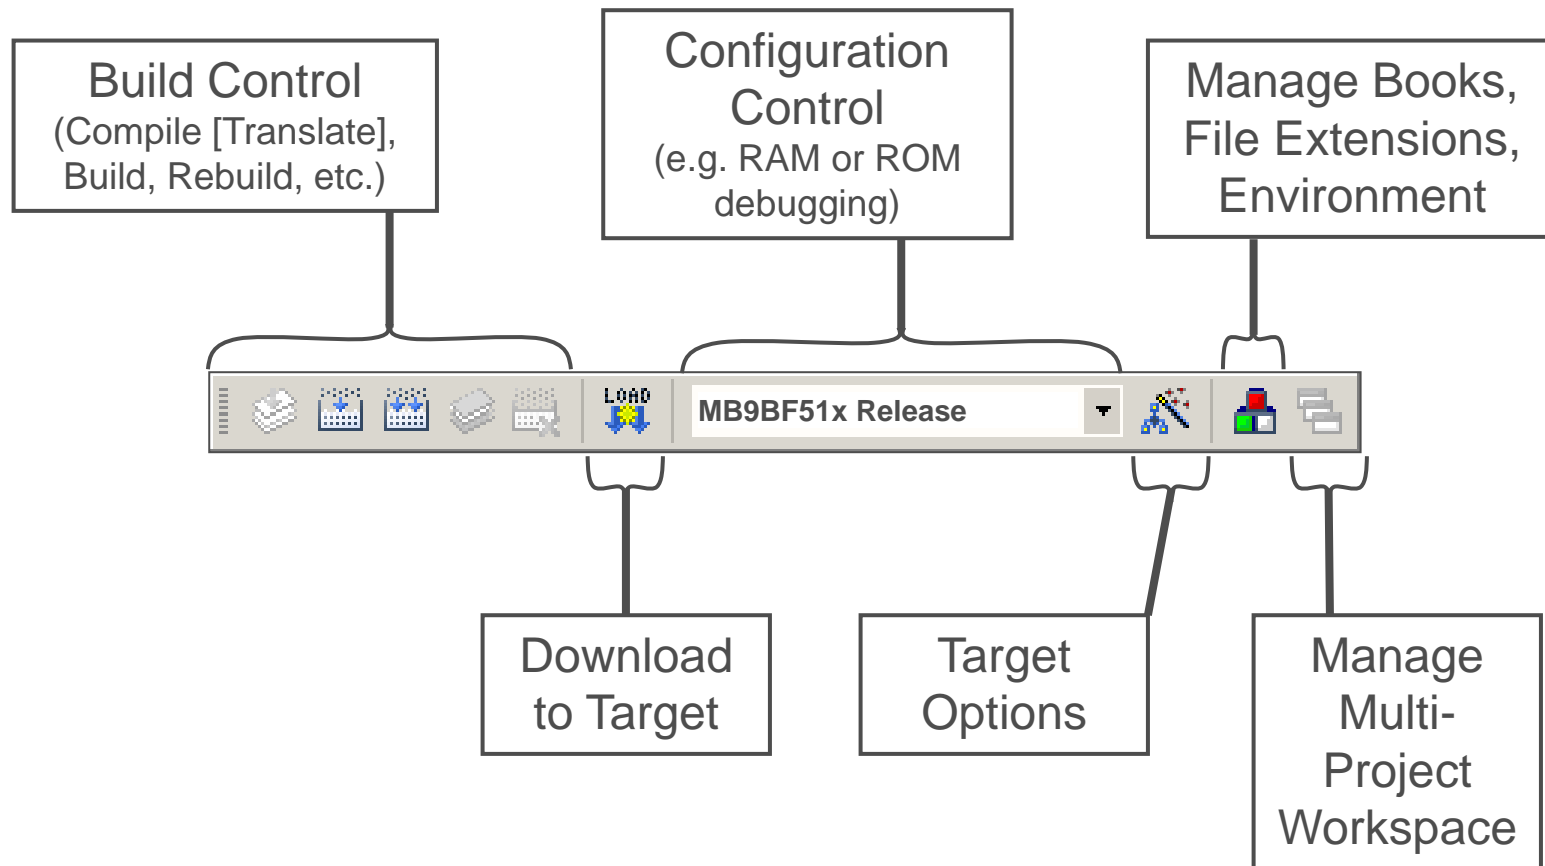 Build Control
(Compile [Translate],
Build, Rebuild, etc.)
Configuration
Control
(e.g. RAM or ROM
debugging)
Manage Books,
File Extensions,
Environment
LOAD
MB9BF51x Release
Download
to Target
Target
Options
Manage
Multi-
Project
Workspace